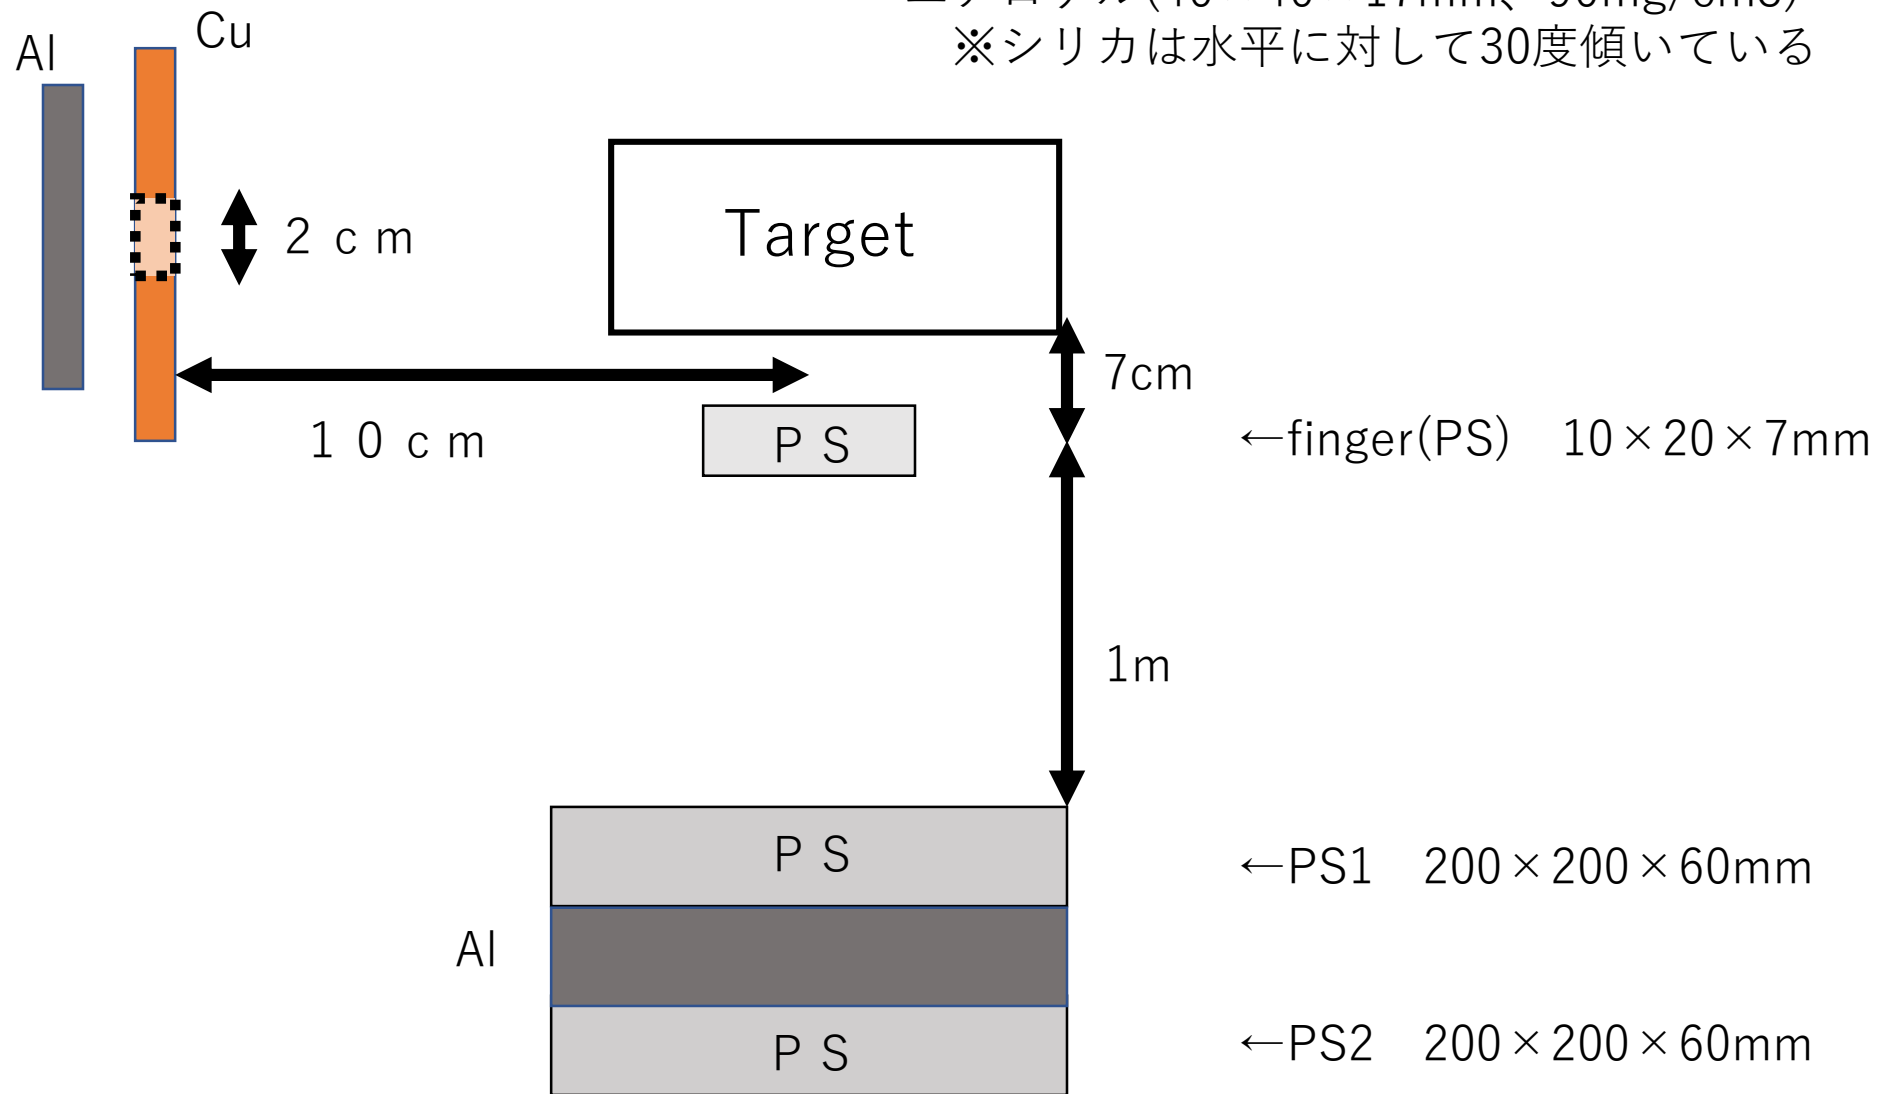 ※シリカは水平に対して30度傾いている
Al
Cu
2 c m
Target
1 0 c m
7cm
P S
←finger(PS) 10×20×7mm
1m
P S
←PS1 200×200×60mm
Al
P S
←PS2 200×200×60mm